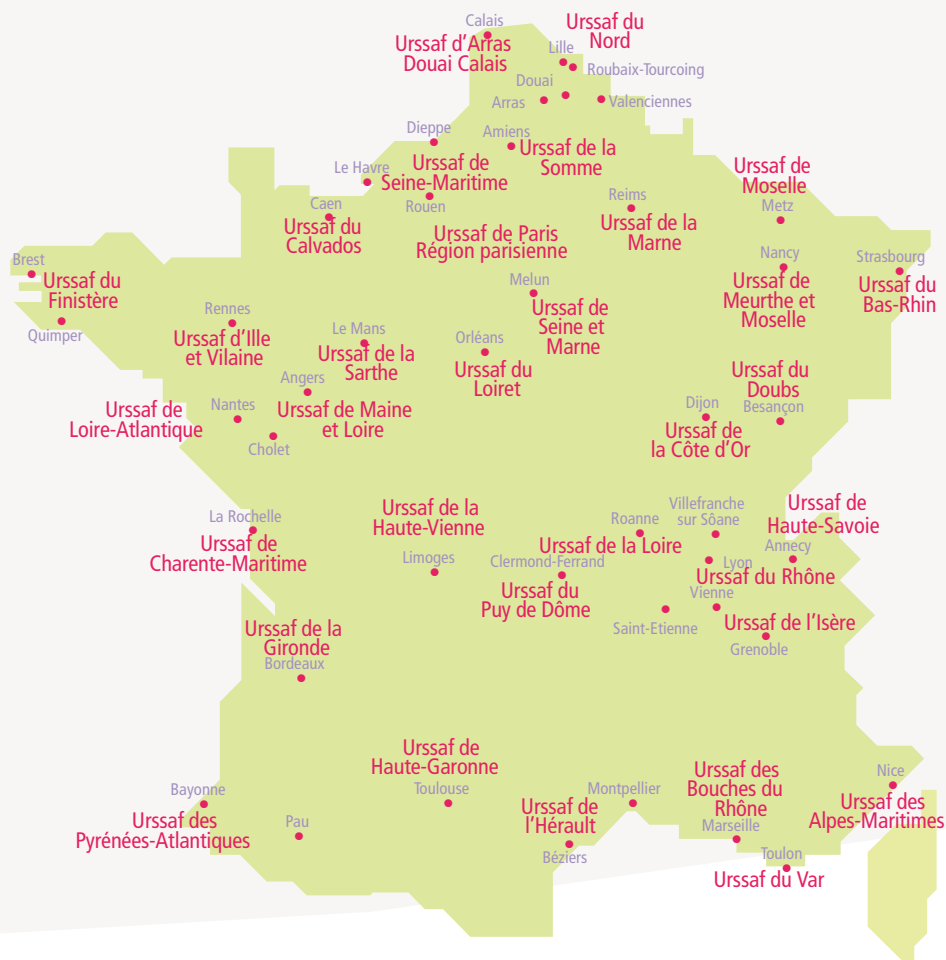 Calais
Urssaf d'Arras
Douai Calais
Urssaf du
Nord
Lille
Roubaix-Tourcoing
Douai
Arras
Valenciennes
Dieppe
Amiens
Urssaf de la
Somme
Le Havre
Urssaf de
Seine-Maritime
Rouen
Urssaf de
Moselle
Metz
Reims
Urssaf de la
Marne
Caen
Urssaf du
Calvados
Urssaf de Paris
Région parisienne
Nancy
Urssaf de
Meurthe et
Moselle
Strasbourg
Urssaf du
Bas-Rhin
Brest
Urssaf du
Finistère
Quimper
Melun
Urssaf de
Seine et
Marne
Rennes
Urssaf d'Ille
et Vilaine
Le Mans
Urssaf de la
Sarthe
Orléans
Urssaf du
Loiret
Angers
Urssaf de Maine
et Loire
Urssaf du
Doubs
Besançon
Urssaf de
Loire-Atlantique
Nantes
Cholet
Dijon
Urssaf de
la Côte d'Or
La Rochelle
Urssaf de
Charente-Maritime
Urssaf de la
Haute-Vienne
Limoges
Roanne
Urssaf de la Loire
Villefranche
sur Sôane
Urssaf de
Haute-Savoie
Annecy
Clermond-Ferrand
Urssaf du
Puy de Dôme
Lyon
Urssaf du Rhône
Vienne
Saint-Etienne
Urssaf de l'Isère
Grenoble
Urssaf de la
Gironde
Bordeaux
Urssaf de
Haute-Garonne
Toulouse
Bayonne
Urssaf des
Pyrénées-Atlantiques
Pau
Urssaf de
l'Hérault
Béziers
Montpellier
Urssaf des
Bouches du
Rhône
Marseille
Nice
Urssaf des
Alpes-Maritimes
Toulon
Urssaf du Var